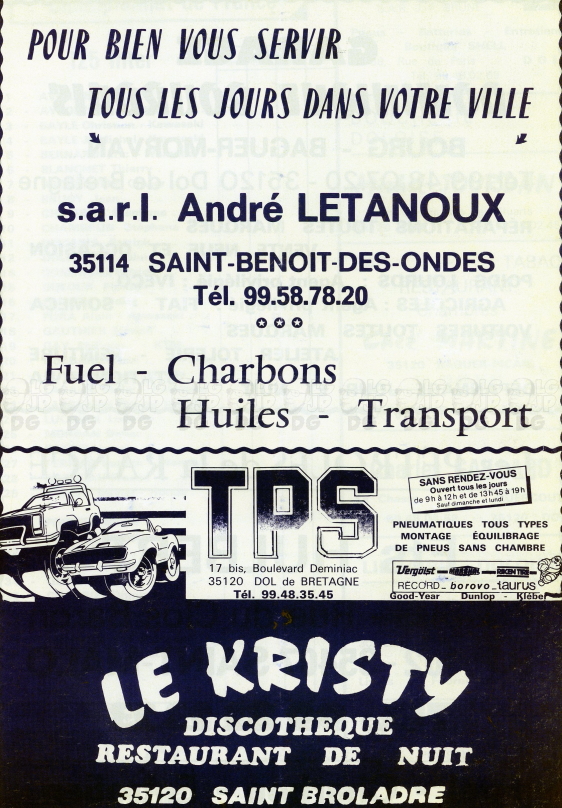 POUR BIEN VOUS SERVIR
TOUS LES JOURS DANS VOTRE VILLE
s.a.r.l. André LETANOUX
35114 SAINT-BENOIT-DES-ONDES
Tél. 99.58.78.20
Fuel - Charbons
Huiles - Transport
TPS
17 bis, Boulevard Deminiac
35120 DOL de BRETAGNE
Tél. 99.48.35.45
SANS RENDEZ-VOUS
Ouvert tous les jours
de 9h à 12h et de 13h45 à 19h
Sauf dimanche et lundi
PNEUMATIQUES TOUS TYPES
MONTAGE ÉQUILIBRAGE
DE PNEUS SANS CHAMBRE
Vergölst
RÉCORD borovo taurus
Good-Year Dunlop - Kléber
LE KRISTY
DISCOTHEQUE
RESTAURANT DE NUIT
35120 SAINT BROLADRE